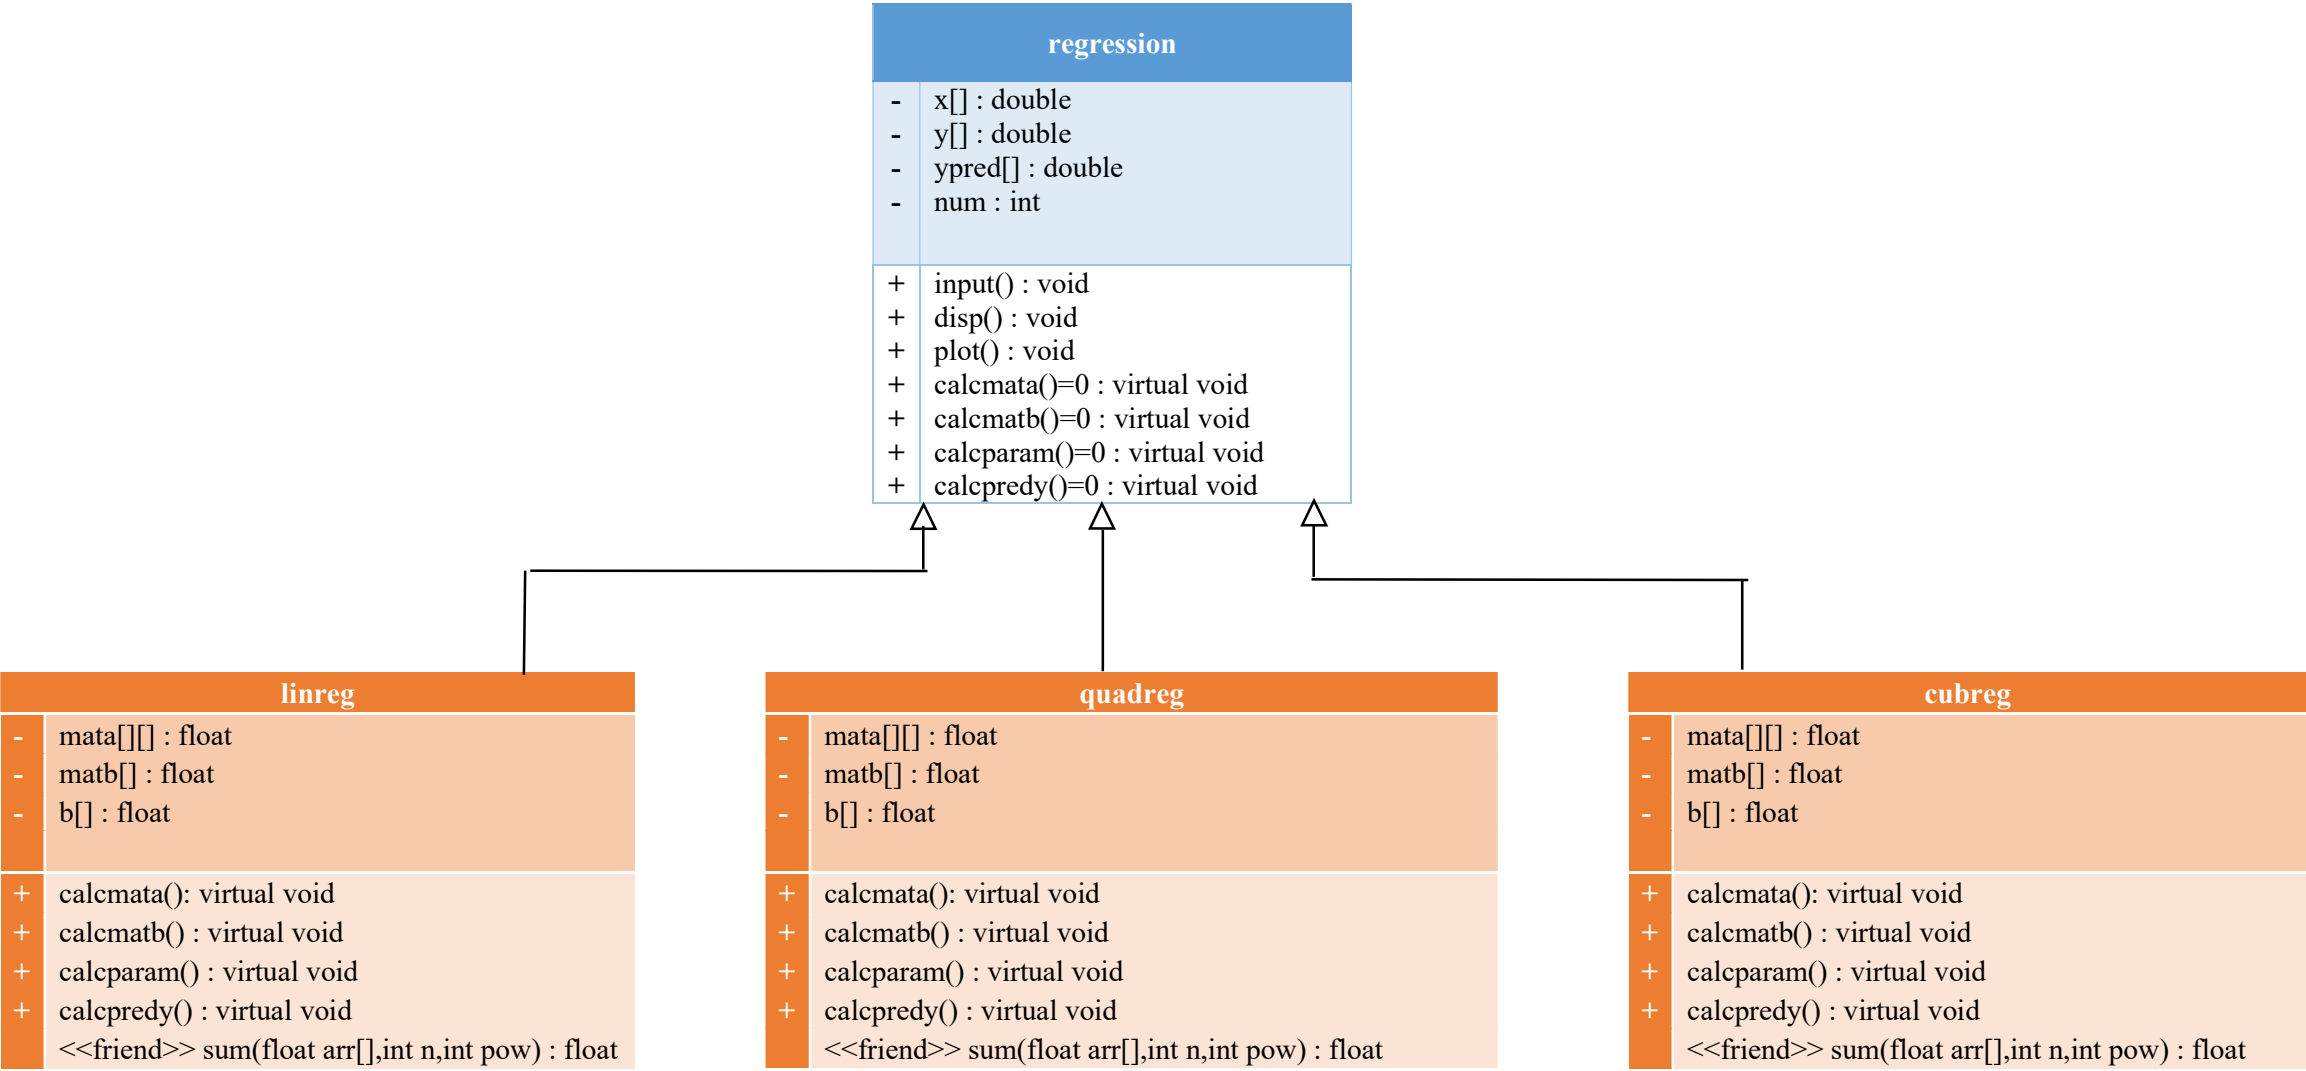 regression
- x[] : double
- y[] : double
- ypred[] : double
- num : int
+ input() : void
+ disp() : void
+ plot() : void
+ calcmata()=0 : virtual void
+ calcmatb()=0 : virtual void
+ calcparam()=0 : virtual void
+ calcpredy()=0 : virtual void
linreg
- mata[][] : float
- matb[] : float
- b[] : float
+ calcmata(): virtual void
+ calcmatb() : virtual void
+ calcparam() : virtual void
+ calcpredy() : virtual void
<<friend>> sum(float arr[],int n,int pow) : float
quadreg
- mata[][] : float
- matb[] : float
- b[] : float
+ calcmata(): virtual void
+ calcmatb() : virtual void
+ calcparam() : virtual void
+ calcpredy() : virtual void
<<friend>> sum(float arr[],int n,int pow) : float
cubreg
- mata[][] : float
- matb[] : float
- b[] : float
+ calcmata(): virtual void
+ calcmatb() : virtual void
+ calcparam() : virtual void
+ calcpredy() : virtual void
<<friend>> sum(float arr[],int n,int pow) : float